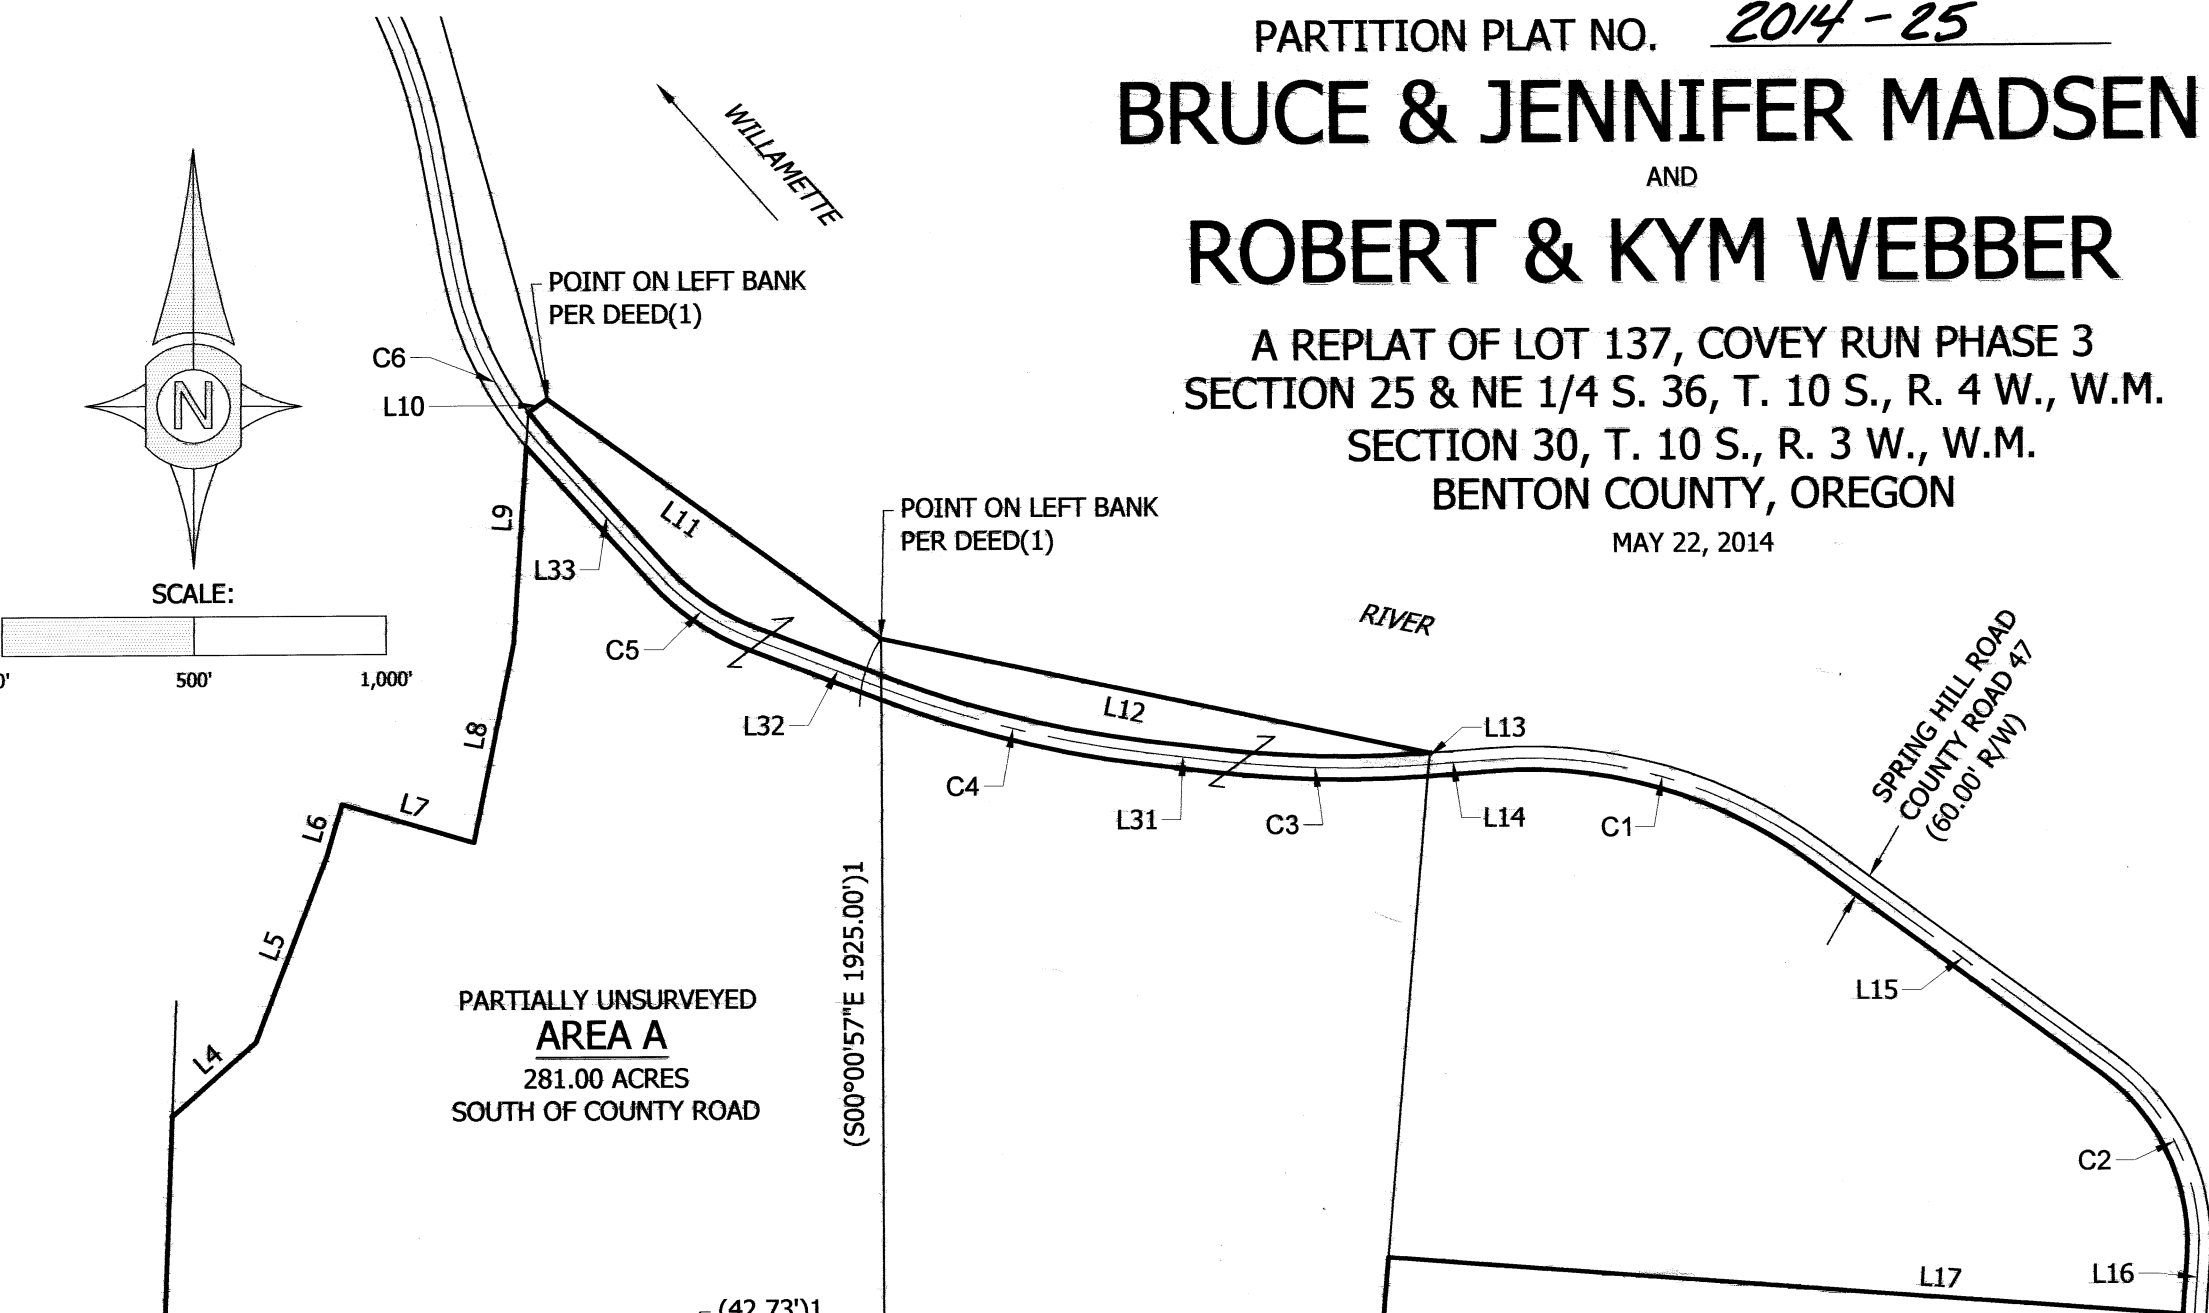 PARTITION PLAT NO. 2014-25
BRUCE & JENNIFER MADSEN
AND
ROBERT & KYM WEBBER
A REPLAT OF LOT 137, COVEY RUN PHASE 3
SECTION 25 & NE 1/4 S. 36, T. 10 S., R. 4 W., W.M.
SECTION 30, T. 10 S., R. 3 W., W.M.
BENTON COUNTY, OREGON
MAY 22, 2014
WILLAMETTE
RIVER
POINT ON LEFT BANK
PER DEED(1)
C6
L10
N
SCALE:
0'
500'
1,000'
L9
L33
L11
POINT ON LEFT BANK
PER DEED(1)
C5
L32
L12
L13
C4
L31
C3
L14
C1
SPRING HILL ROAD
COUNTY ROAD 47
(60.00' R/W)
L8
L7
L6
L5
L4
L15
PARTIALLY UNSURVEYED
AREA A
281.00 ACRES
SOUTH OF COUNTY ROAD
(S00°00'57"E 1925.00')1
C2
L16
L17
(42.73')1